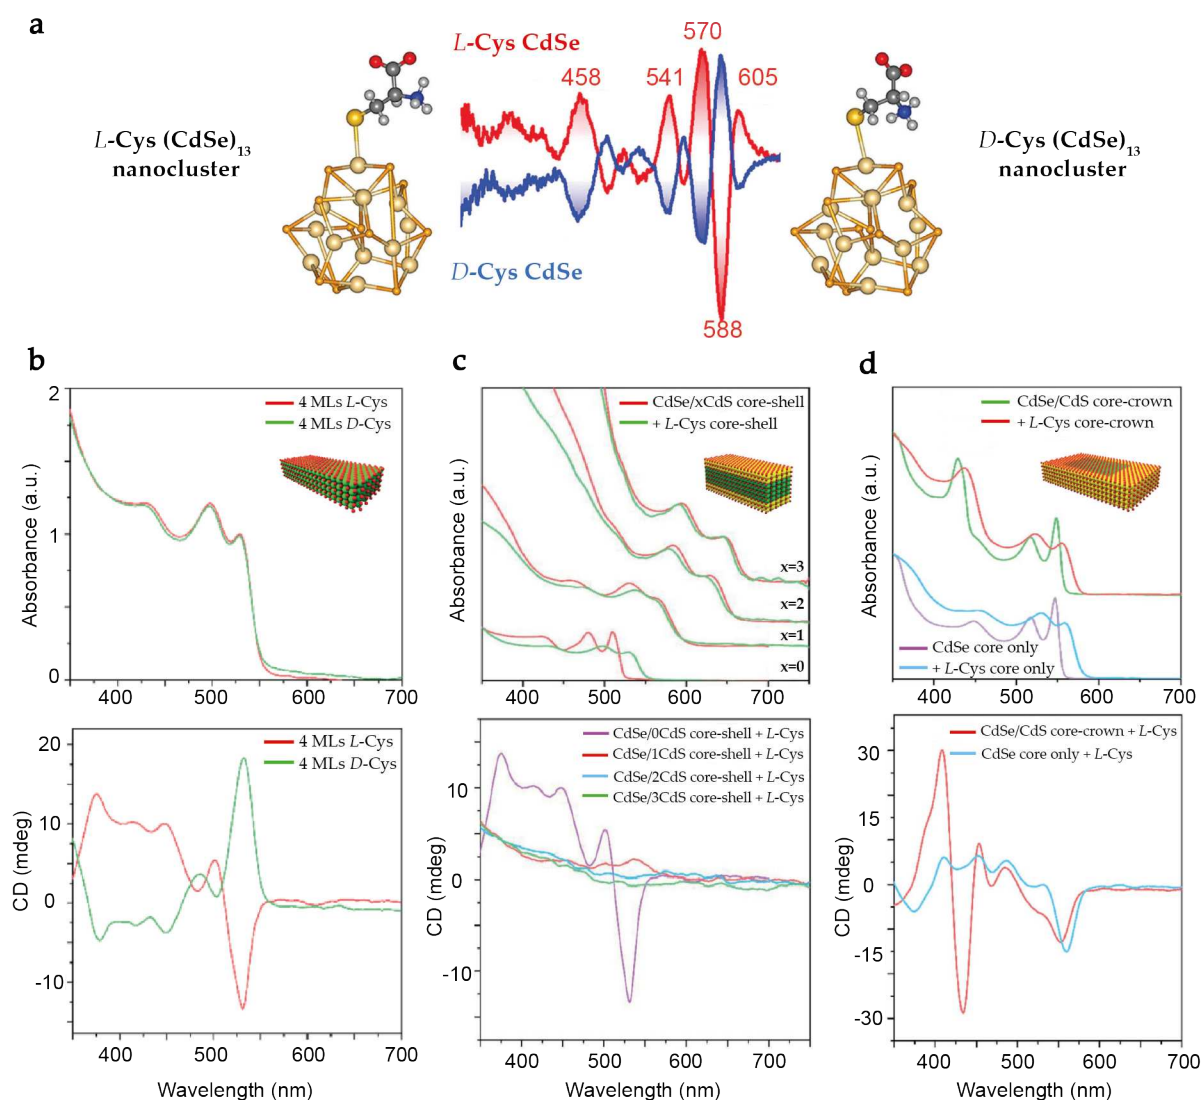 a
L-Cys CdSe
570
458
541
605
L-Cys (CdSe)13
nanocluster
D-Cys (CdSe)13
nanocluster
D-Cys CdSe
588
b
2
4 MLs L-Cys
4 MLs D-Cys
Absorbance (a.u.)
1
0
400 500 600 700
c
CdSe/xCdS core-shell
+ L-Cys core-shell
Absorbance (a.u.)
x=3
x=2
x=1
x=0
400 500 600 700
d
CdSe/CdS core-crown
+ L-Cys core-crown
Absorbance (a.u.)
CdSe core only
+ L-Cys core only
400 500 600 700
20
4 MLs L-Cys
4 MLs D-Cys
10
CD (mdeg)
0
-10
400 500 600 700
Wavelength (nm)
CdSe/0CdS core-shell + L-Cys
CdSe/1CdS core-shell + L-Cys
CdSe/2CdS core-shell + L-Cys
CdSe/3CdS core-shell + L-Cys
10
CD (mdeg)
0
-10
400 500 600 700
Wavelength (nm)
CdSe/CdS core-crown + L-Cys
CdSe core only + L-Cys
30
15
CD (mdeg)
0
-15
-30
400 500 600 700
Wavelength (nm)